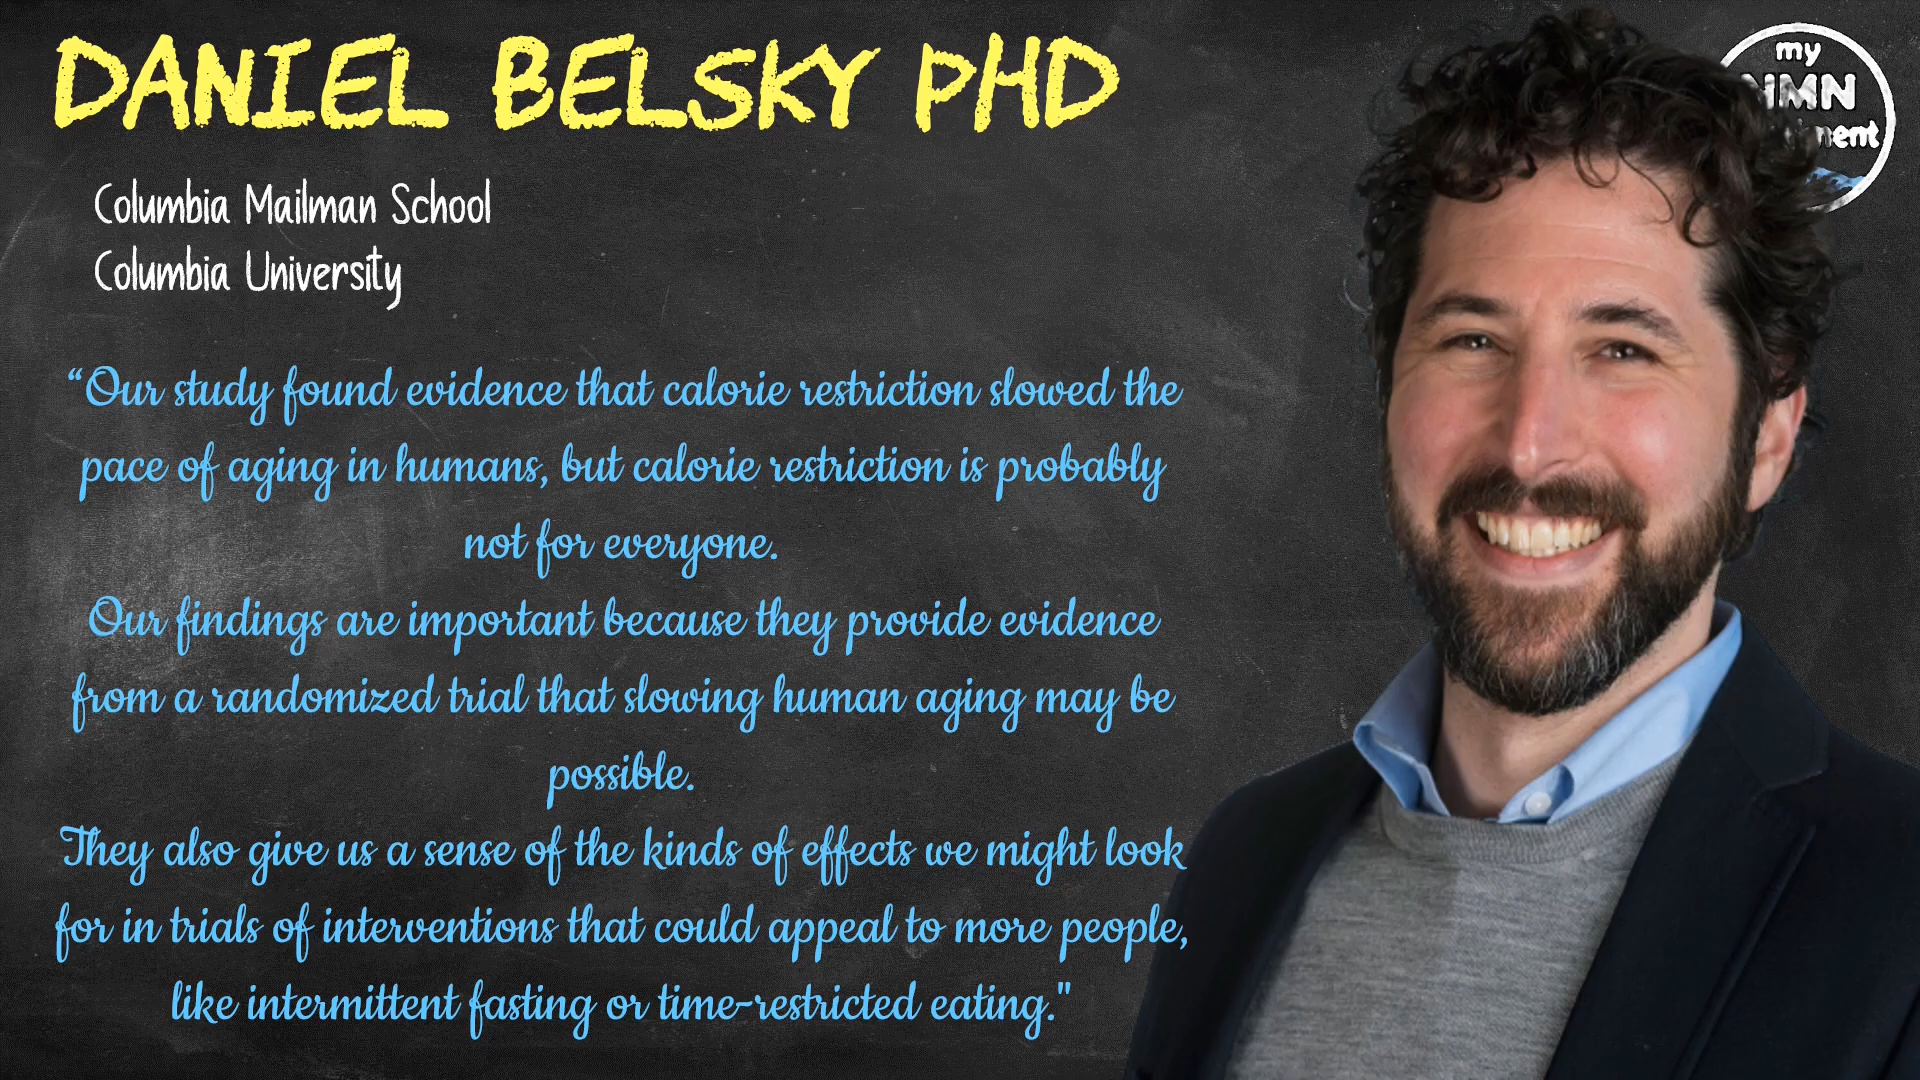 DANIEL BELSKY PHD
my
NMN
Columbia Mailman School
Columbia University
“Our study found evidence that calorie restriction slowed the
pace of aging in humans, but calorie restriction is probably
not for everyone.
Our findings are important because they provide evidence
from a randomized trial that slowing human aging may be
possible.
They also give us a sense of the kinds of effects we might look
for in trials of interventions that could appeal to more people,
like intermittent fasting or time-restricted eating."